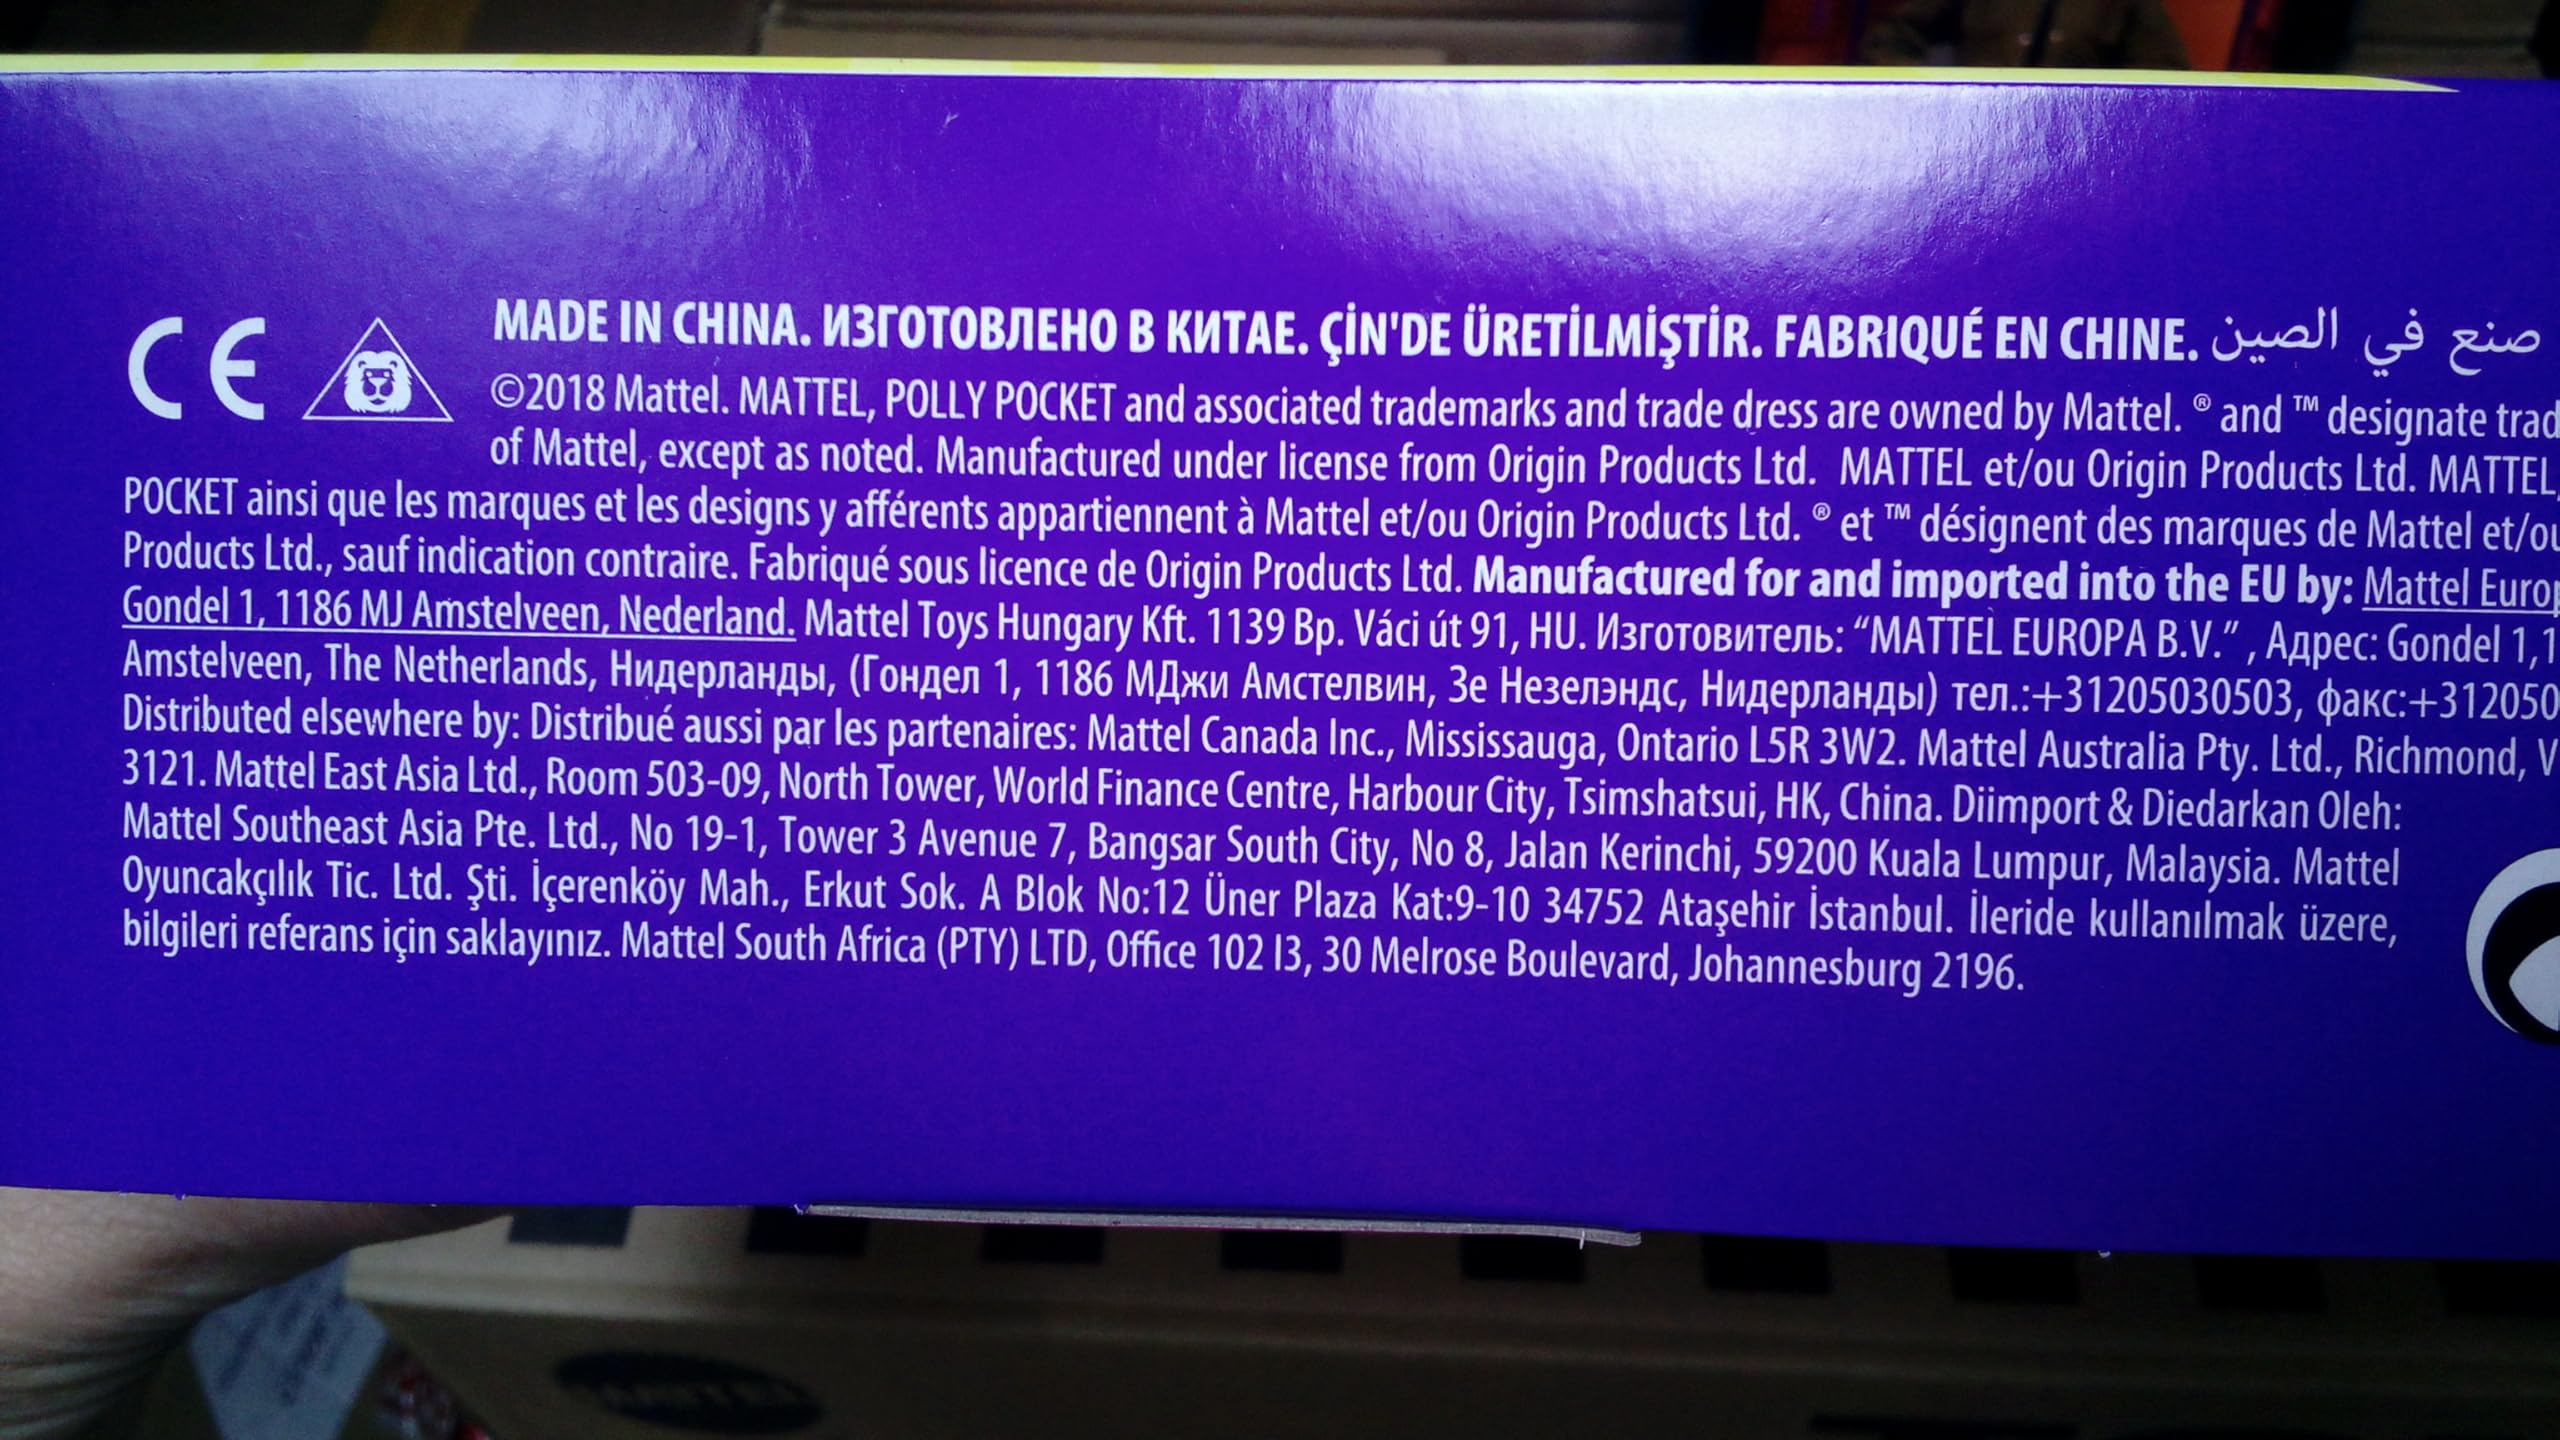 CE
MADE IN CHINA. ИЗГОТОВЛЕНО В КИТАЕ. ÇİN'DE ÜRETİLMİŞTİR. FABRIQUÉ EN CHINE. صنع في الصين
©2018 Mattel. MATTEL, POLLY POCKET and associated trademarks and trade dress are owned by Mattel. ® and ™ designate
of Mattel, except as noted. Manufactured under license from Origin Products Ltd. MATTEL et/ou Origin Products Ltd. MATTEL,
POCKET ainsi que les marques et les designs y afférents appartiennent à Mattel et/ou Origin Products Ltd. ® et ™ désignent des marques de Mattel et/ou
Products Ltd., sauf indication contraire. Fabriqué sous licence de Origin Products Ltd. Manufactured for and imported into the EU by: Mattel
Gondel 1, 1186 MJ Amstelveen, Nederland. Mattel Toys Hungary Kft. 1139 Bp. Váci út 91, HU. Изготовитель: “MATTEL EUROPA B.V.” , Адрес: Gondel 1,
Amstelveen, The Netherlands, Нидерланды, (Гондел 1, 1186 МДжи Амстелвин, Зе Незелэндс, Нидерланды) тел.:+31205030503, факс:+312050
Distributed elsewhere by: Distribué aussi par les partenaires: Mattel Canada Inc., Mississauga, Ontario L5R 3W2. Mattel Australia Pty. Ltd., Richmond, V
3121. Mattel East Asia Ltd., Room 503-09, North Tower, World Finance Centre, Harbour City, Tsimshatsui, HK, China. Diimport & Diedarkan Oleh:
Mattel Southeast Asia Pte. Ltd., No 19-1, Tower 3 Avenue 7, Bangsar South City, No 8, Jalan Kerinchi, 59200 Kuala Lumpur, Malaysia. Mattel
Oyuncakçılık Tic. Ltd. Şti. İçerenköy Mah., Erkut Sok. A Blok No:12 Üner Plaza Kat:9-10 34752 Ataşehir İstanbul. İleride kullanılmak üzere,
bilgileri referans için saklayınız. Mattel South Africa (PTY) LTD, Office 102 I3, 30 Melrose Boulevard, Johannesburg 2196.